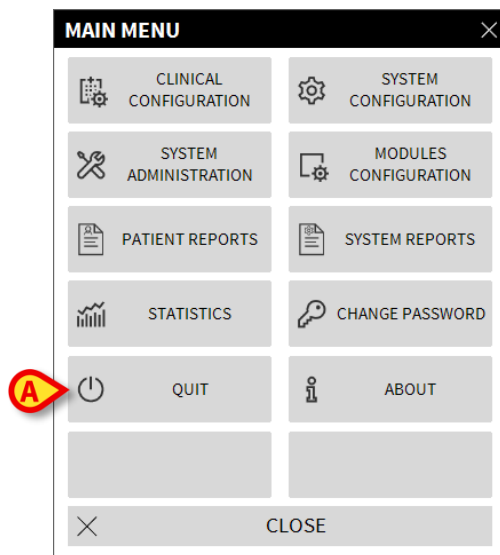 MAIN MENU
CLINICAL
CONFIGURATION
SYSTEM
CONFIGURATION
SYSTEM
ADMINISTRATION
MODULES
CONFIGURATION
PATIENT REPORTS
SYSTEM REPORTS
STATISTICS
CHANGE PASSWORD
A
QUIT
ABOUT
CLOSE